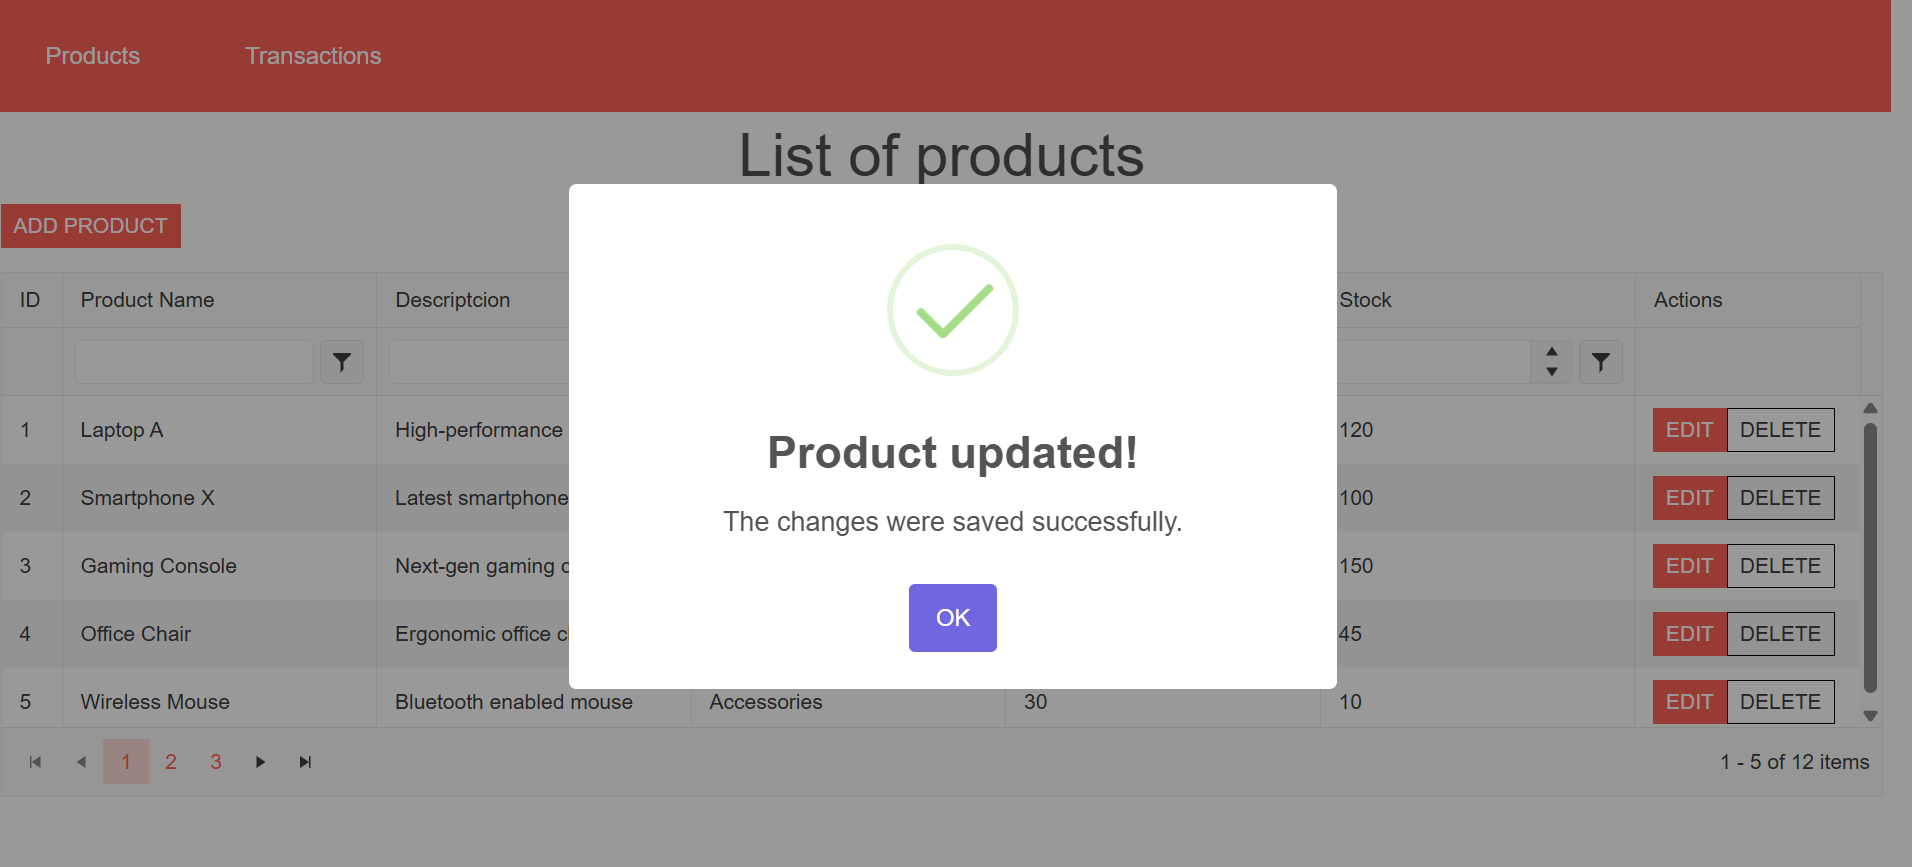 Products Transactions
List of products
ADD PRODUCT
ID Product Name Descriptcion Stock Actions
1 Laptop A High-performance 120 EDIT DELETE
2 Smartphone X Latest smartphone 100 EDIT DELETE
3 Gaming Console Next-gen gaming 150 EDIT DELETE
4 Office Chair Ergonomic office 45 EDIT DELETE
5 Wireless Mouse Bluetooth enabled mouse Accessories 30 10 EDIT DELETE
Product updated!
The changes were saved successfully.
OK
1 2 3 1 - 5 of 12 items